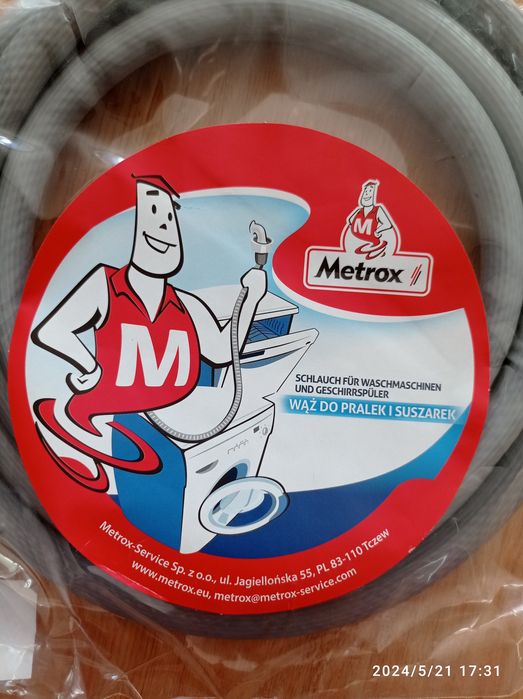 M
Metrox
M
SCHLAUCH FÜR WASCHMASCHINEN
UND GESCHIRRSPÜLER
WĄŻ DO PRALEK I SUSZAREK
Metrox-Service Sp. z o.o., ul. Jagiellońska 55, PL 83-110 Tczew
www.metrox.eu, metrox@metrox-service.com
2024/5/21 17:31